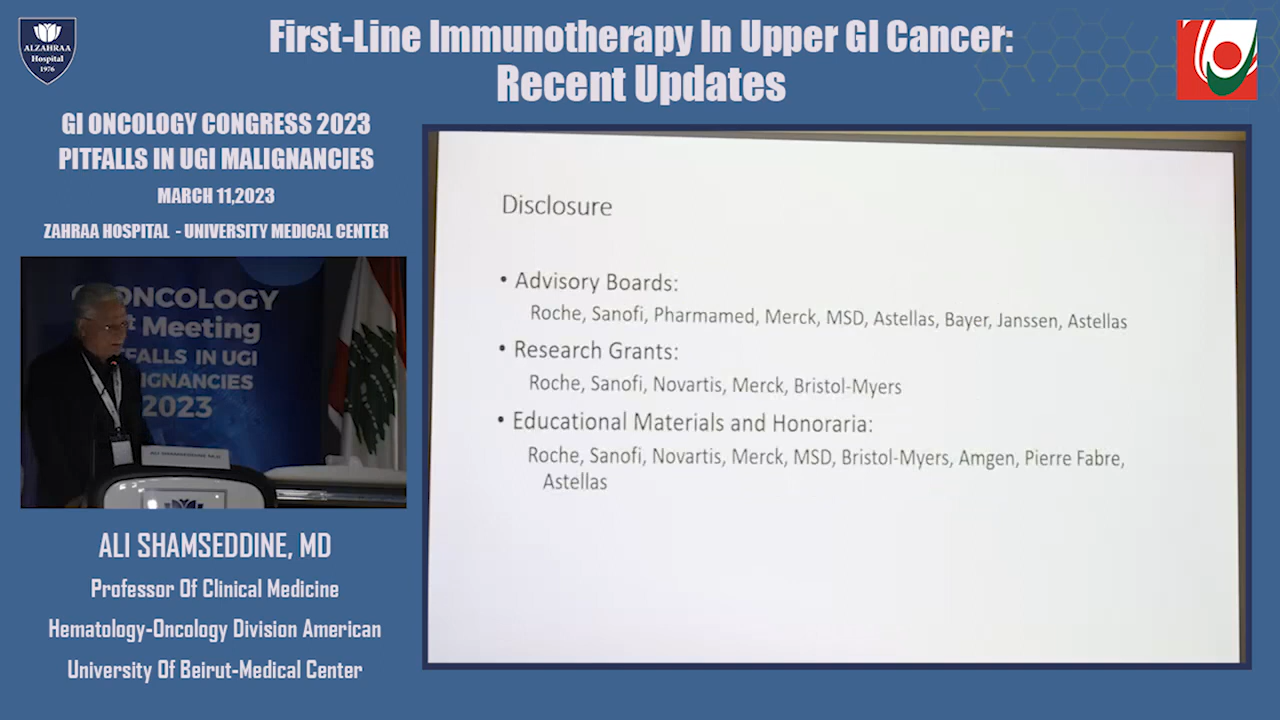 ALZAHRAA
Hospital
1976
First-Line Immunotherapy In Upper GI Cancer:
Recent Updates
GI ONCOLOGY CONGRESS 2023
PITFALLS IN UGI MALIGNANCIES
MARCH 11,2023
ZAHRAA HOSPITAL - UNIVERSITY MEDICAL CENTER
ONCOLOGY
Meeting
FALLS IN UGI
IGNANCIES
2023
ALI SHAMSEDDINE M.D
ALI SHAMSEDDINE, MD
Professor Of Clinical Medicine
Hematology-Oncology Division American
University Of Beirut-Medical Center
Disclosure
• Advisory Boards:
Roche, Sanofi, Pharmamed, Merck, MSD, Astellas, Bayer, Janssen, Astellas
• Research Grants:
Roche, Sanofi, Novartis, Merck, Bristol-Myers
• Educational Materials and Honoraria:
Roche, Sanofi, Novartis, Merck, MSD, Bristol-Myers, Amgen, Pierre Fabre,
Astellas